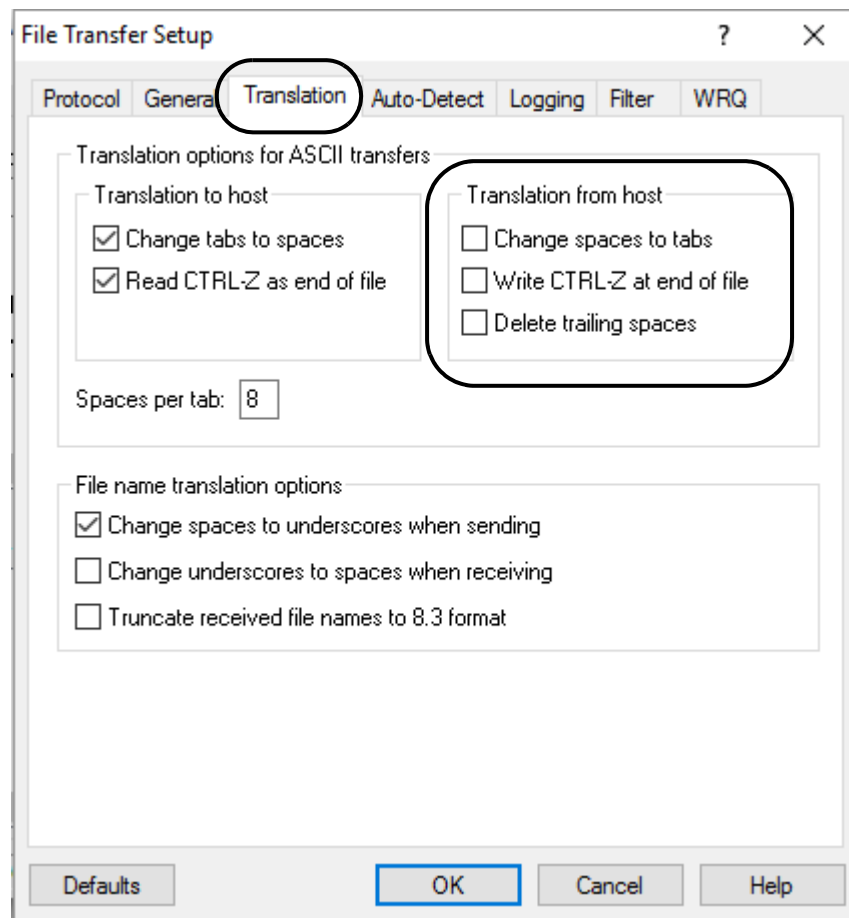 File Transfer Setup ?
Protocol General Translation Auto-Detect Logging Filter WRQ
Translation options for ASCII transfers
Translation to host
Change tabs to spaces
Read CTRL-Z as end of file
Translation from host
Change spaces to tabs
Write CTRL-Z at end of file
Delete trailing spaces
Spaces per tab: 8
File name translation options
Change spaces to underscores when sending
Change underscores to spaces when receiving
Truncate received file names to 8.3 format
Defaults OK Cancel Help